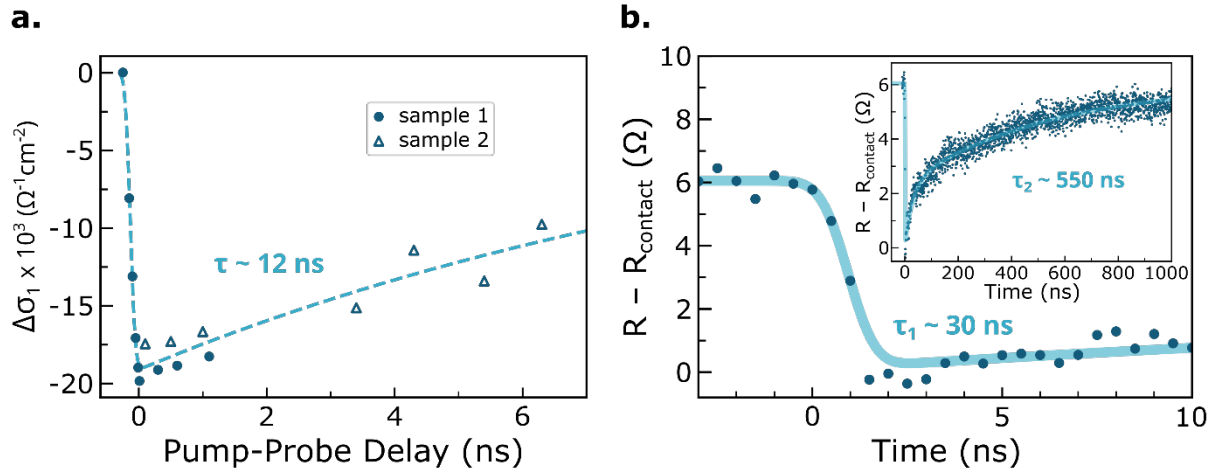 a.
0
-5
-10
-15
-20
Δσ₁ x 10³ (Ω⁻¹cm⁻²)
sample 1
sample 2
τ ~ 12 ns
0 2 4 6
Pump-Probe Delay (ns)
b.
10
8
6
4
2
0
R − R_contact (Ω)
τ₁ ~ 30 ns
0 5 10
Time (ns)
8
6
4
2
0
R − R_contact (Ω)
τ₂ ~ 550 ns
0 200 400 600 800 1000
Time (ns)